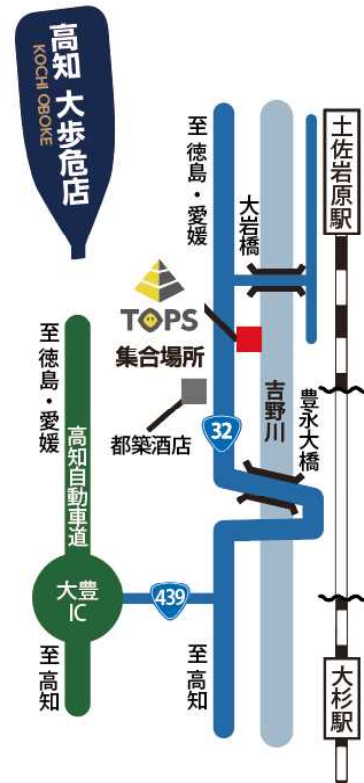 高知 大歩危店
KOCHI OBOKE
至徳島・愛媛
大岩橋
土佐岩原駅
TOPS
集合場所
都築酒店
32
吉野川
豊永大橋
至徳島・愛媛
高知自動車道
大豊
IC
439
至高知
至高知
大杉駅